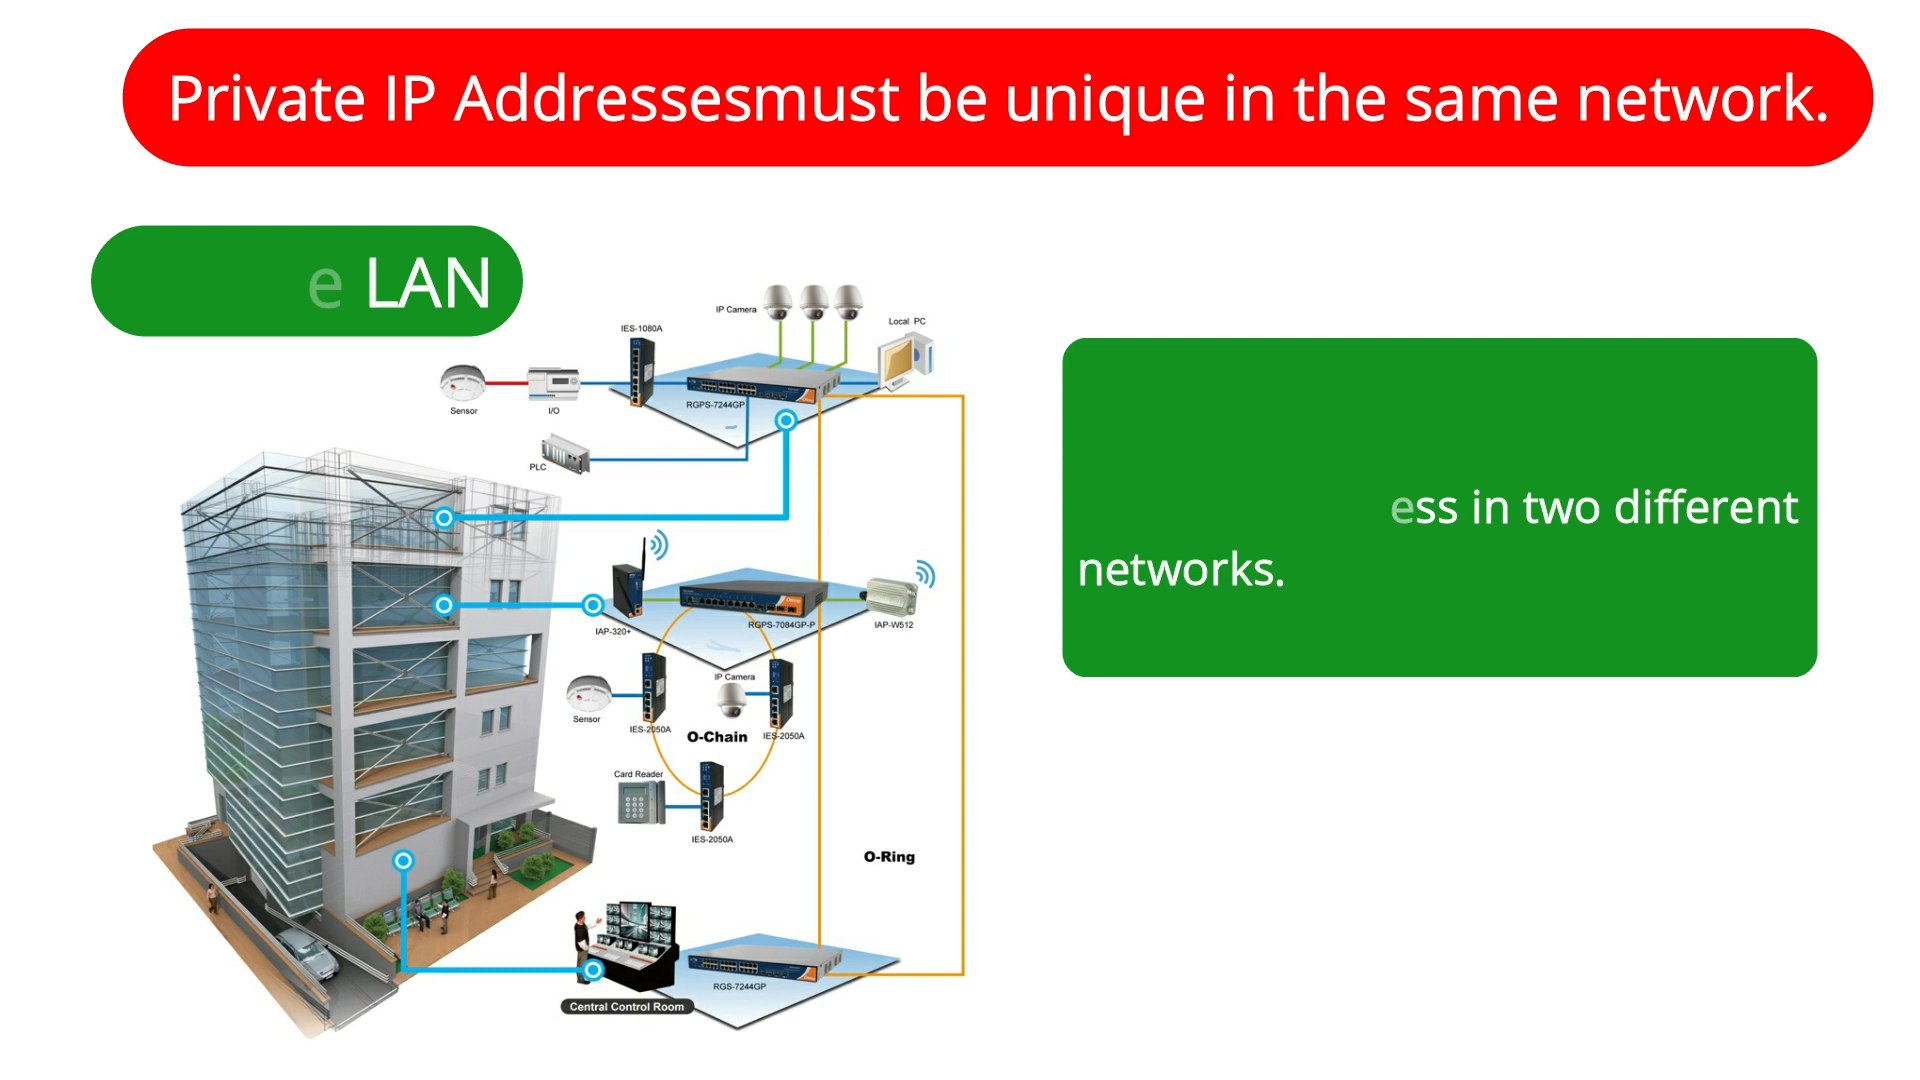 Private IP Addressesmust be unique in the same network.
e LAN
IP Camera
Local PC
IES-1080A
RGPS-7244GP
Sensor
I/O
PLC
ess in two different
networks.
IAP-320+
RGPS-7084GP-P
IAP-W512
IP Camera
Sensor
IES-2050A
O-Chain
IES-2050A
Card Reader
IES-2050A
O-Ring
RGS-7244GP
Central Control Room